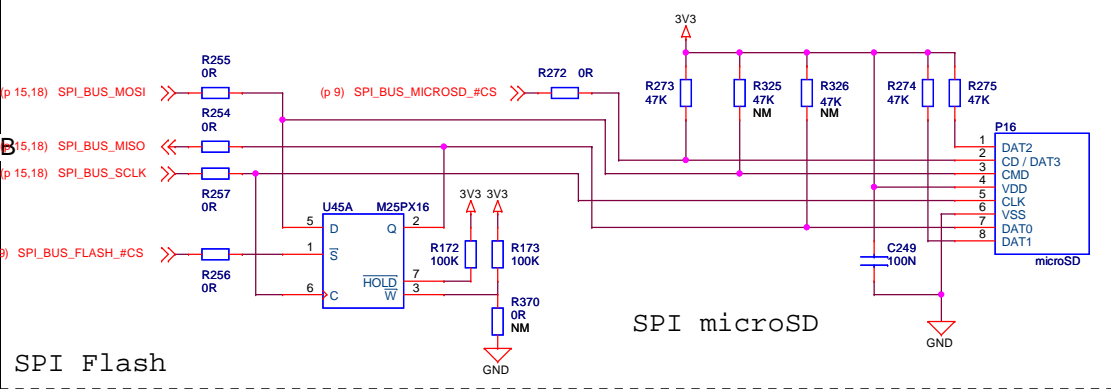 3V3
R255
0R
R272 0R
R273
47K
R325
47K
NM
R326
47K
NM
R274
47K
R275
47K
(p 15,18) SPI_BUS_MOSI
(p 9) SPI_BUS_MICROSD_#CS
R254
0R
B
15,18) SPI_BUS_MISO
(p 15,18) SPI_BUS_SCLK
R257
0R
P16
1 DAT2
2 CD / DAT3
3 CMD
4 VDD
5 CLK
6 VSS
7 DAT0
8 DAT1
microSD
3V3 3V3
U45A M25PX16
5 D
Q 2
1 S
HOLD 7
W 3
6 C
R172
100K
R173
100K
9) SPI_BUS_FLASH_#CS
R256
0R
R370
0R
NM
C249
100N
GND
GND
SPI microSD
SPI Flash